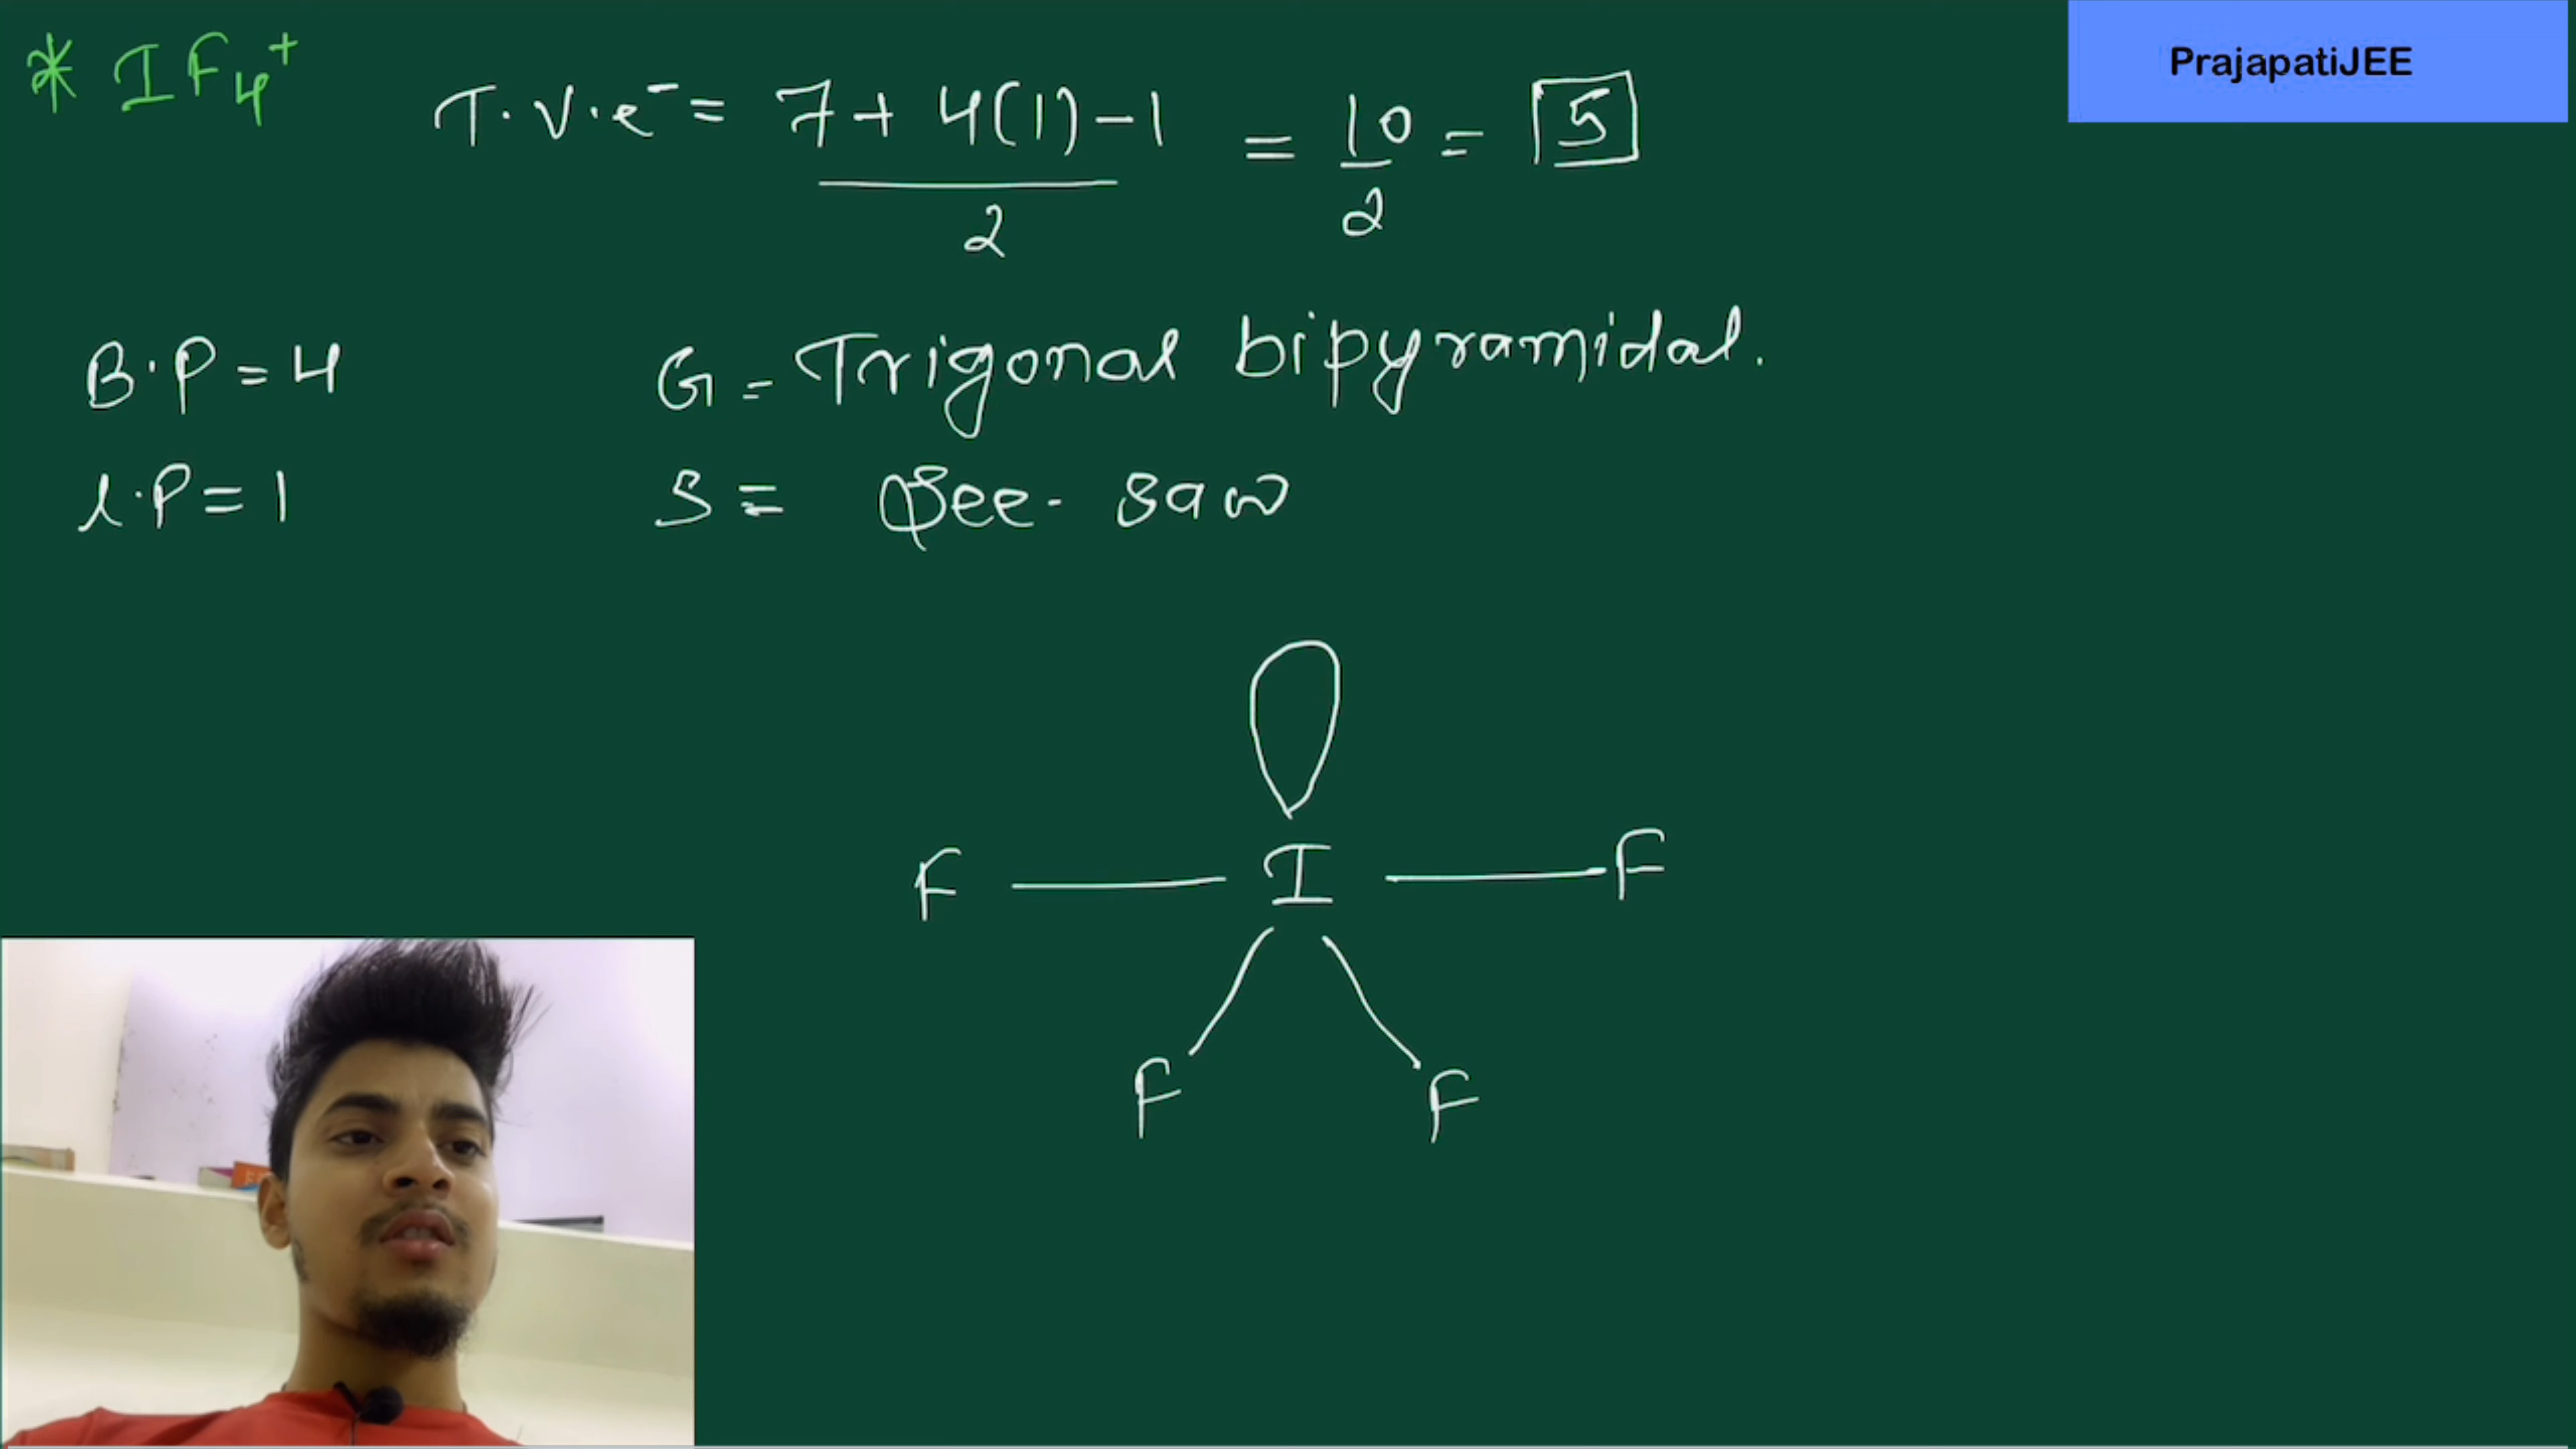 * IF₄⁺
T.V.e⁻ = 7 + 4(1) - 1 / 2 = 10 / 2 = 5
PrajapatiJEE
B.P = 4
G = Trigonal bipyramidal.
l.P = 1
S = See-saw
F — I — F
F F